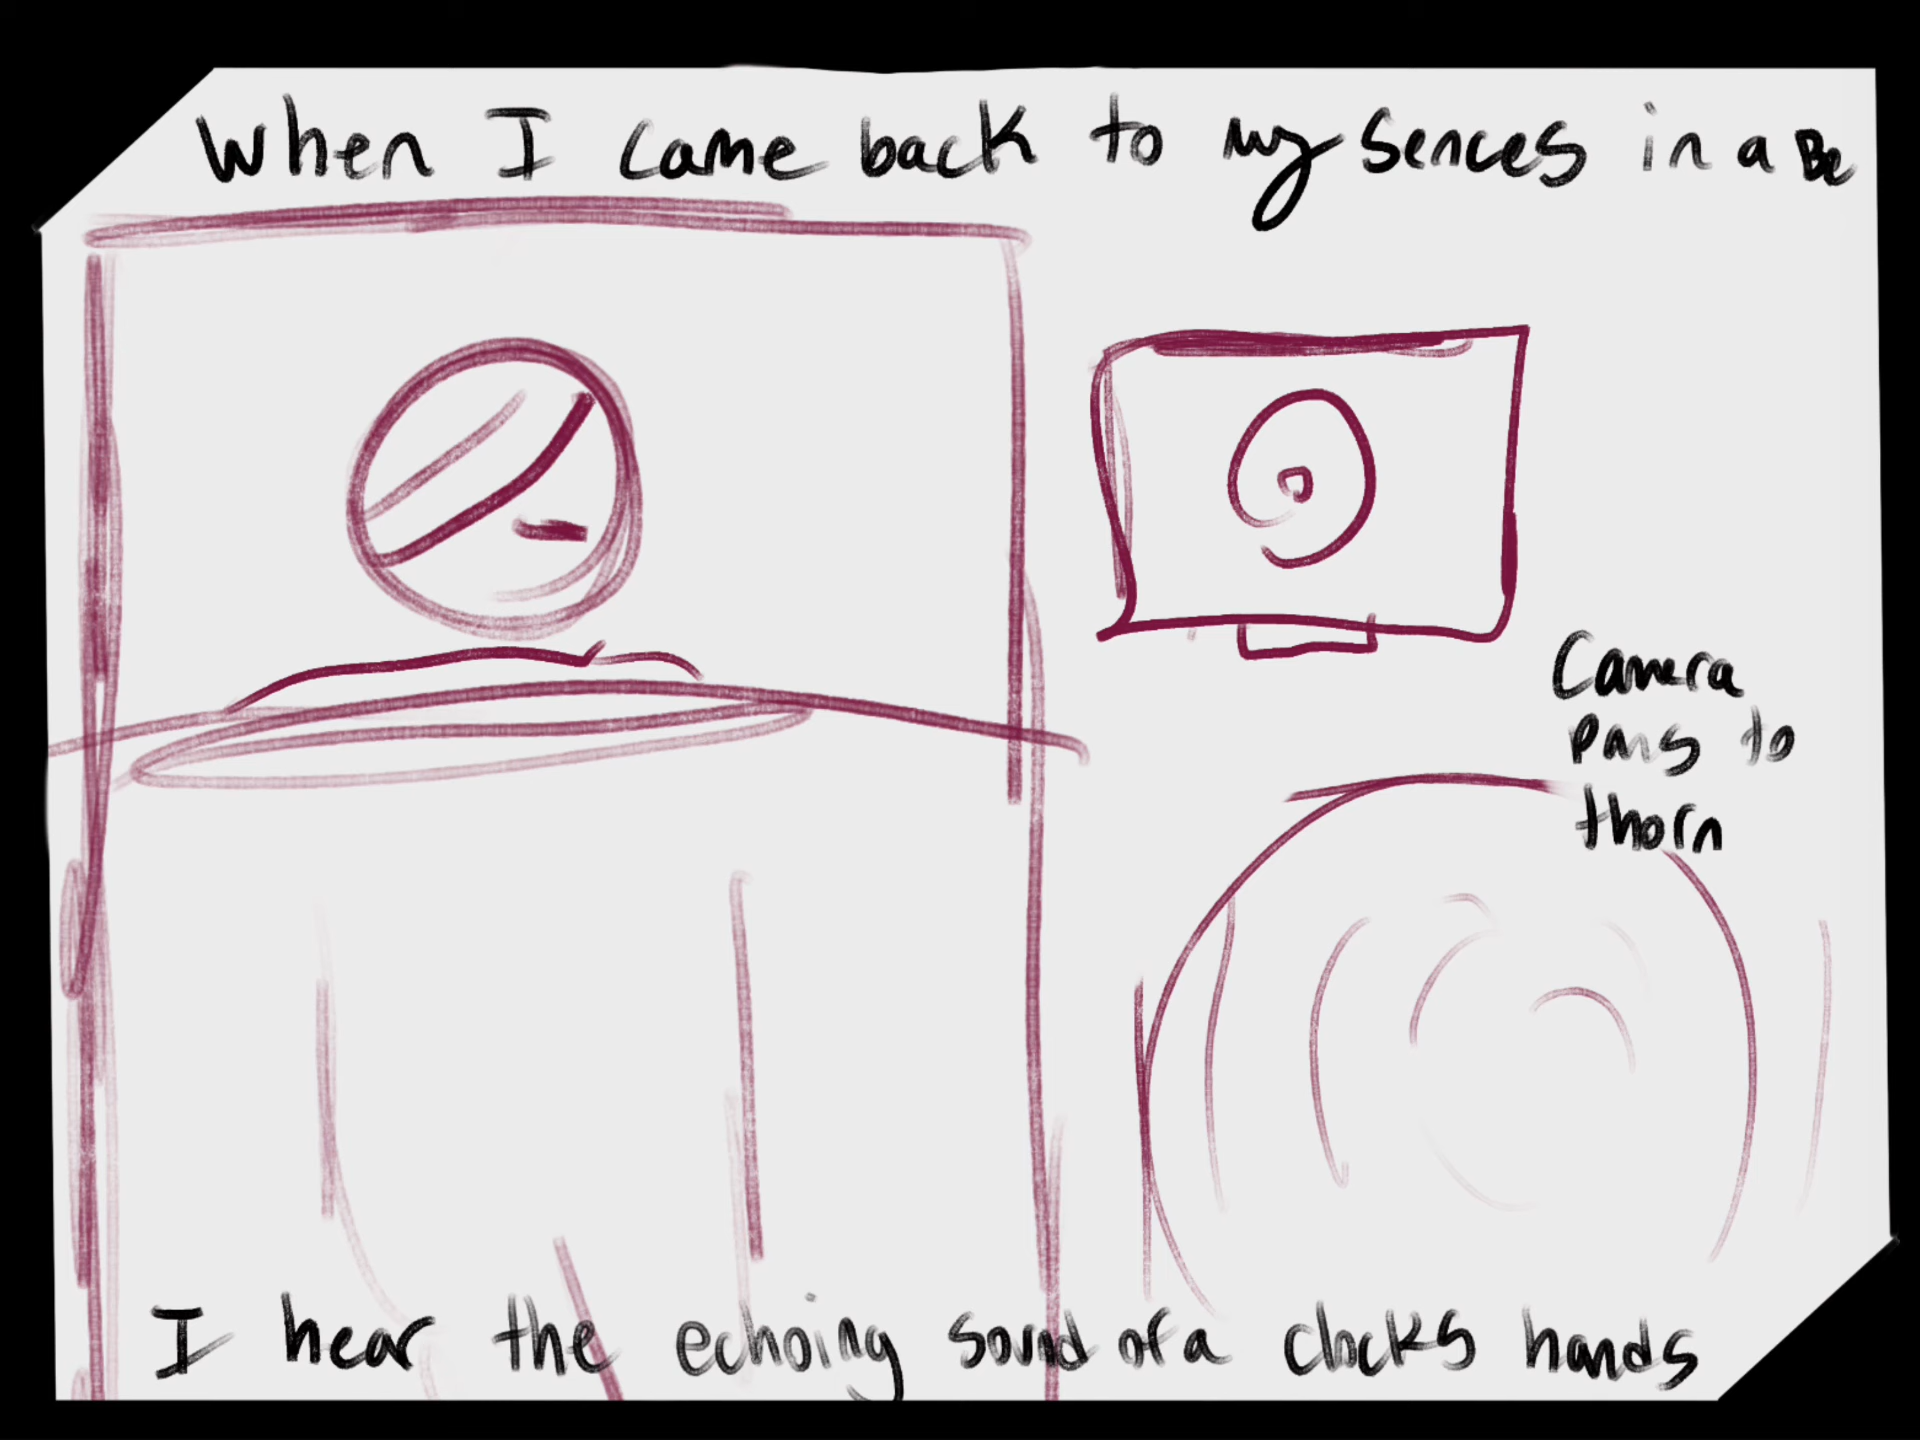 When I came back to my sences in a Be
Camera
pans to
thorn
I hear the echoing sound of a clocks hands